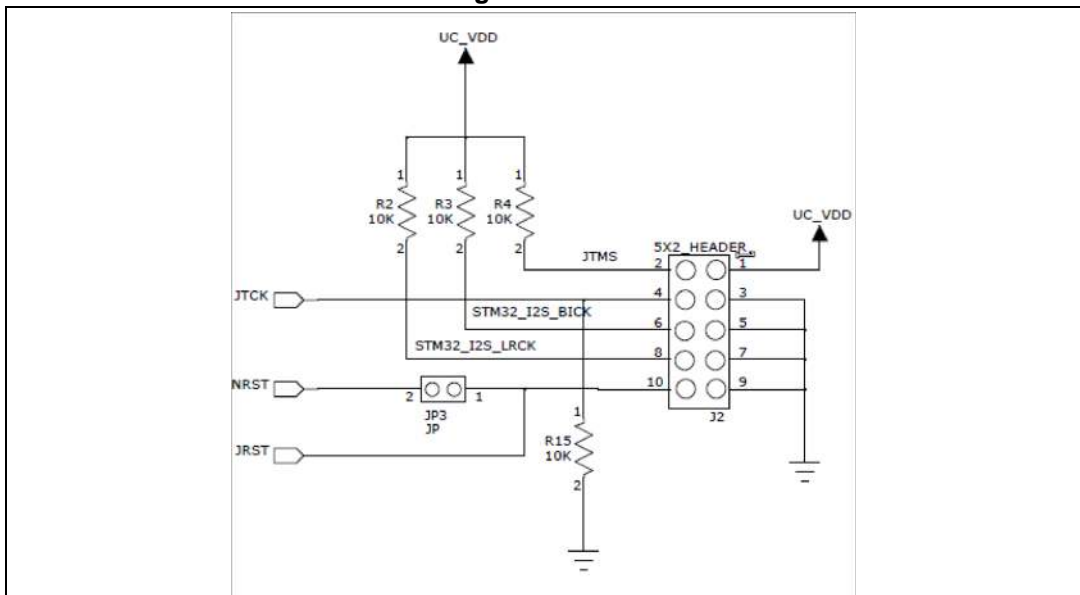 UC_VDD
1 1 1
R2 R3 R4
10K 10K 10K
2 2 2
UC_VDD
5X2_HEADER
JTMS 2 1
JTCK 4 3
STM32_I2S_BICK 6 5
STM32_I2S_LRCK 8 7
NRST 2 1 10 9
JP3
JP
J2
JRST
1
R15
10K
2